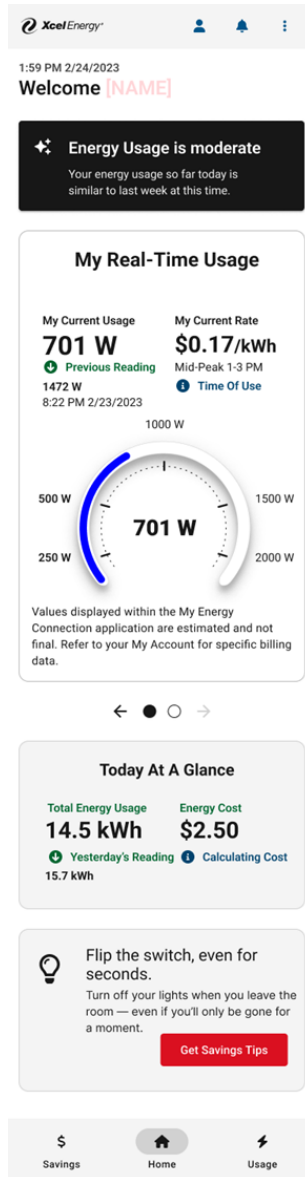 Xcel Energy®
1:59 PM 2/24/2023
Welcome [NAME]
Energy Usage is moderate
Your energy usage so far today is
similar to last week at this time.
My Real-Time Usage
My Current Usage
701 W
Previous Reading
1472 W
8:22 PM 2/23/2023
My Current Rate
$0.17/kWh
Mid-Peak 1-3 PM
Time Of Use
1000 W
500 W
1500 W
701 W
250 W
2000 W
Values displayed within the My Energy
Connection application are estimated and not
final. Refer to your My Account for specific billing
data.
Today At A Glance
Total Energy Usage
14.5 kWh
Yesterday's Reading
15.7 kWh
Energy Cost
$2.50
Calculating Cost
Flip the switch, even for
seconds.
Turn off your lights when you leave the
room — even if you'll only be gone for
a moment.
Get Savings Tips
Savings
Home
Usage